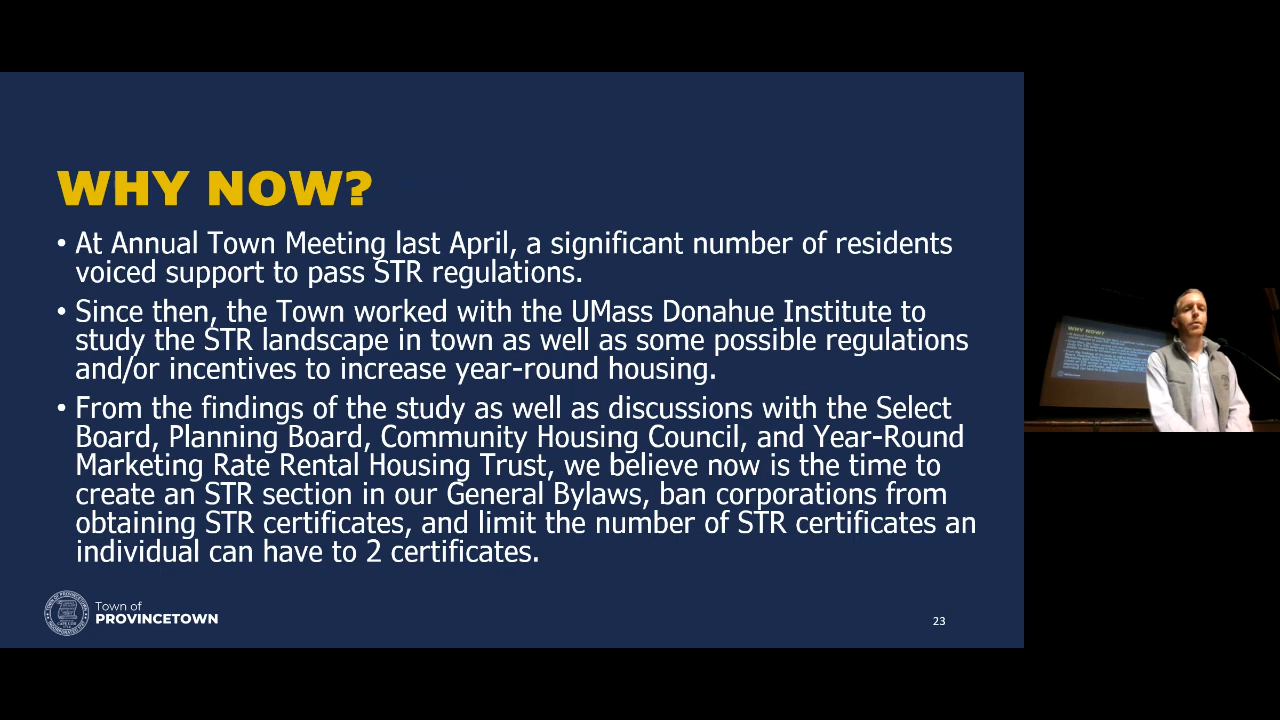 WHY NOW?
• At Annual Town Meeting last April, a significant number of residents
voiced support to pass STR regulations.
• Since then, the Town worked with the UMass Donahue Institute to
study the STR landscape in town as well as some possible regulations
and/or incentives to increase year-round housing.
• From the findings of the study as well as discussions with the Select
Board, Planning Board, Community Housing Council, and Year-Round
Marketing Rate Rental Housing Trust, we believe now is the time to
create an STR section in our General Bylaws, ban corporations from
obtaining STR certificates, and limit the number of STR certificates an
individual can have to 2 certificates.
Town of
PROVINCETOWN
23
WHY NOW?